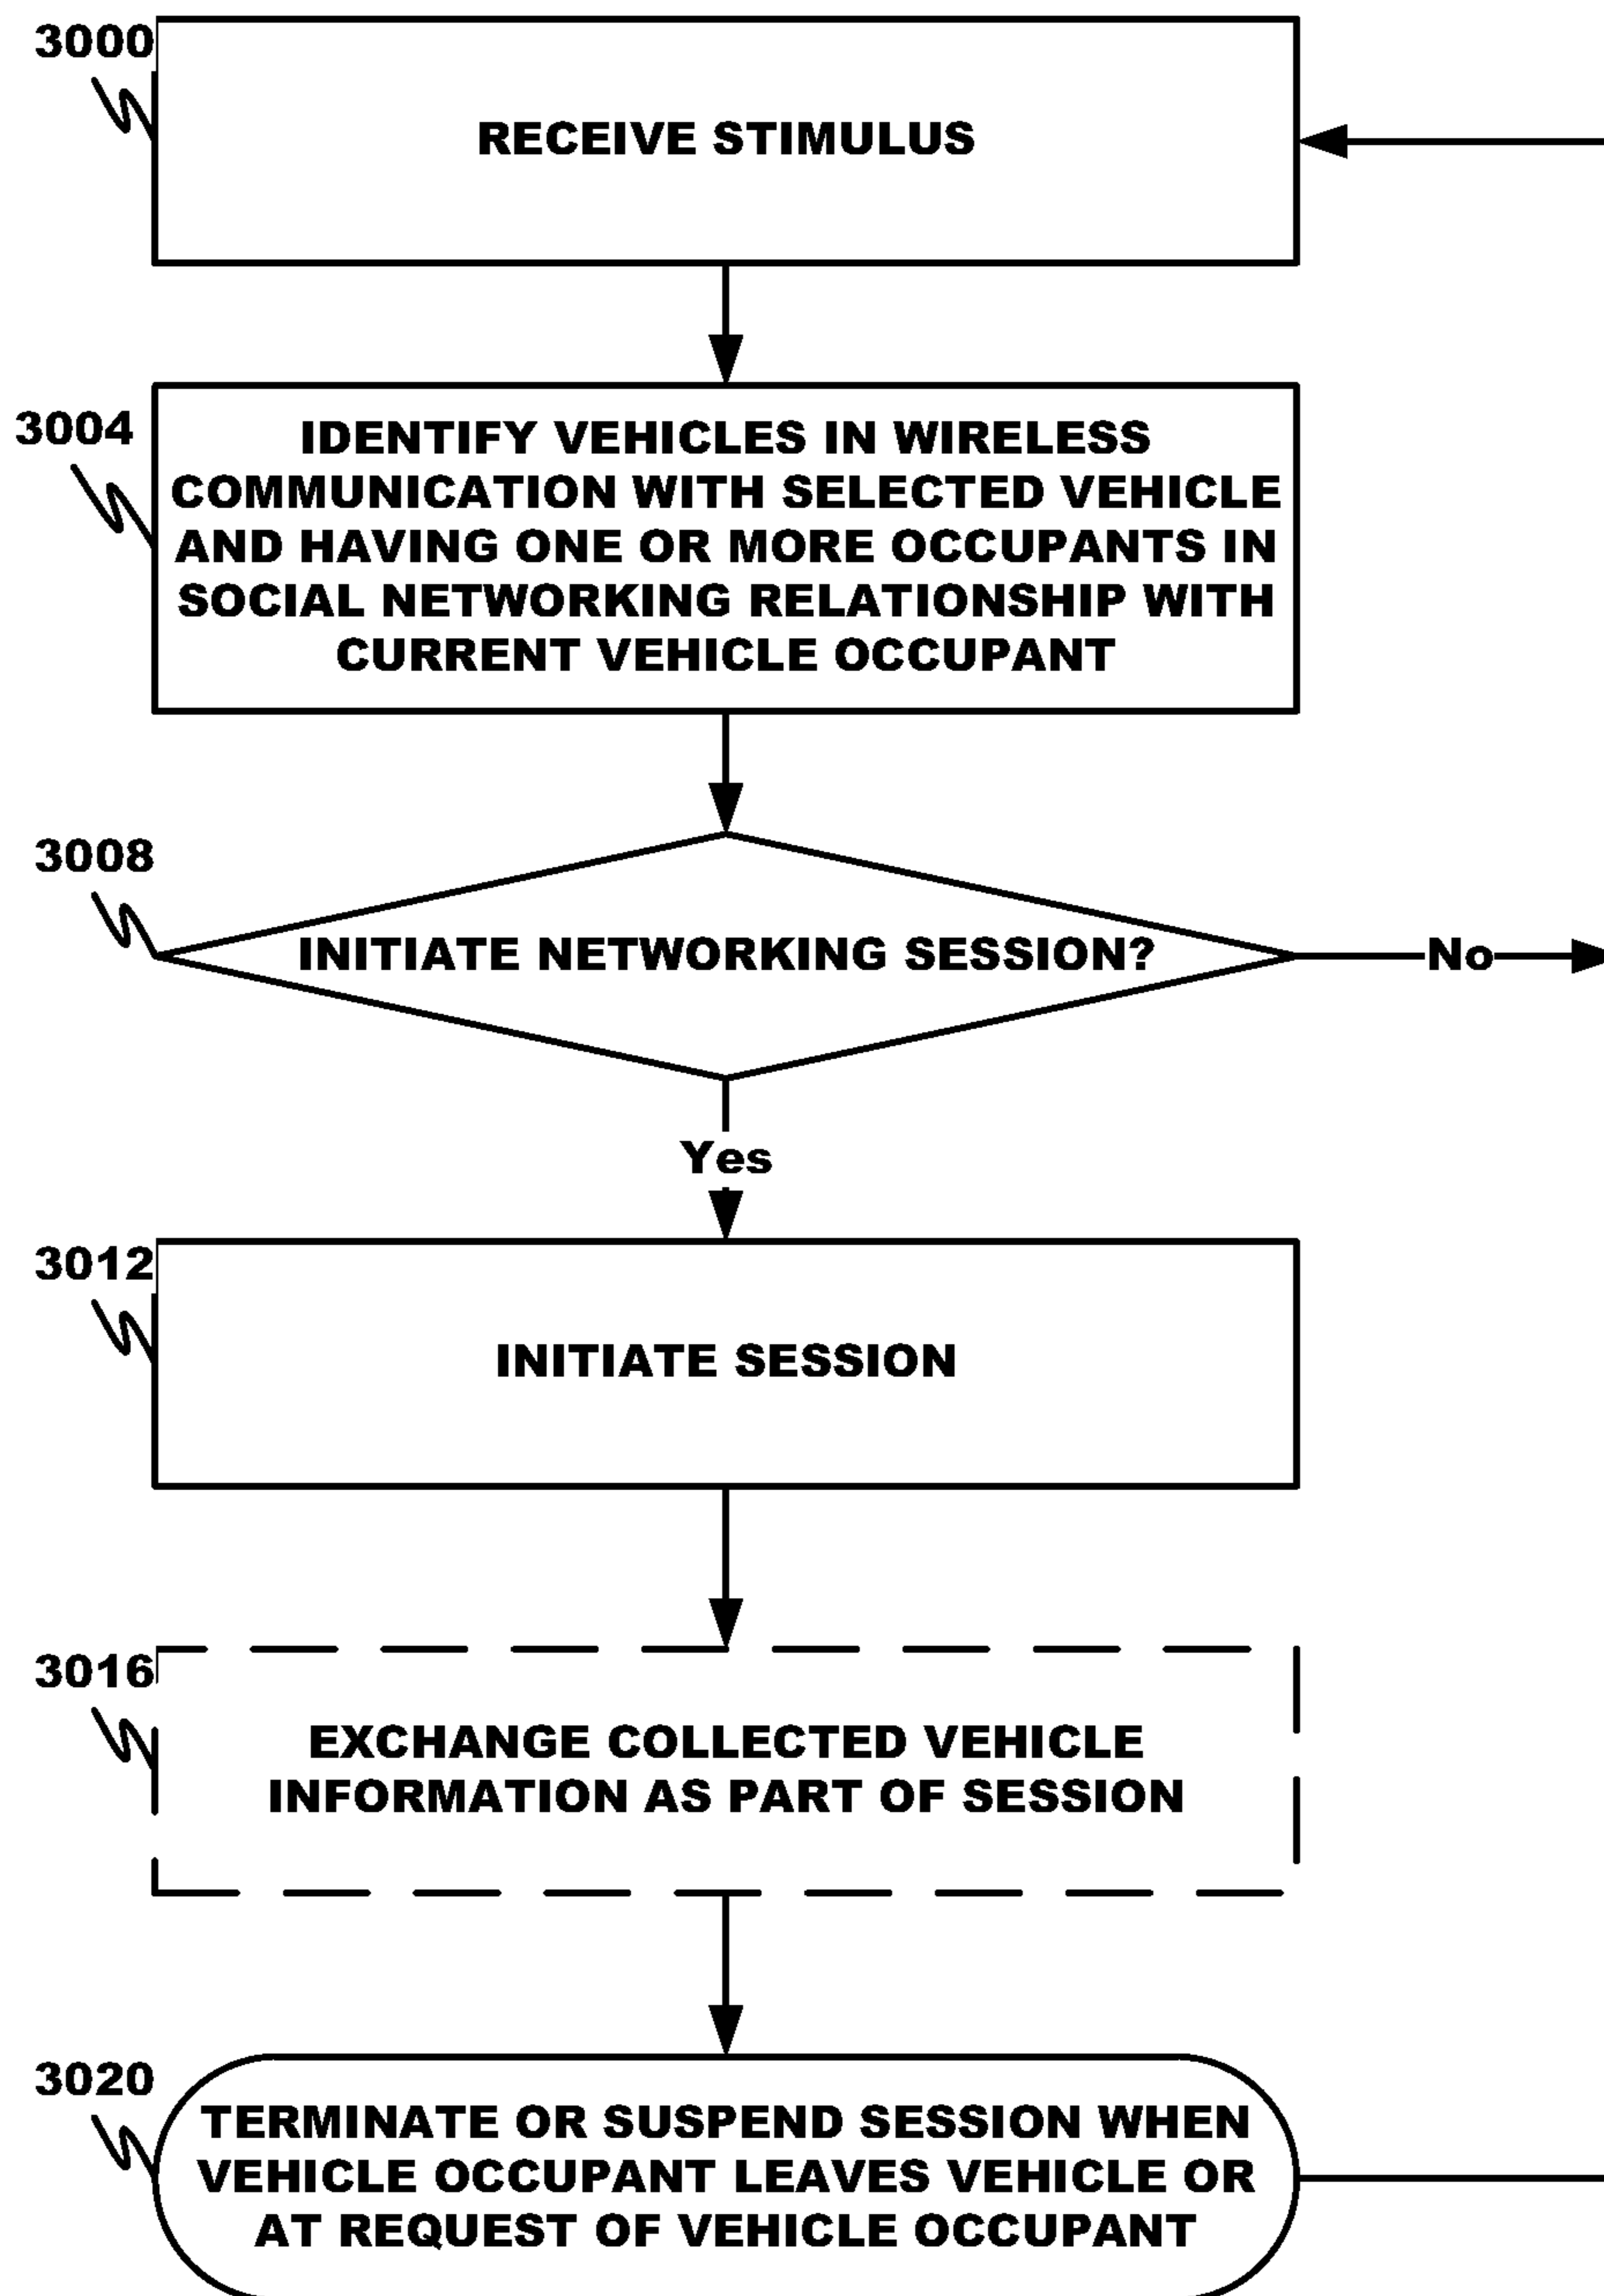 3000
RECEIVE STIMULUS
3004
IDENTIFY VEHICLES IN WIRELESS
COMMUNICATION WITH SELECTED VEHICLE
AND HAVING ONE OR MORE OCCUPANTS IN
SOCIAL NETWORKING RELATIONSHIP WITH
CURRENT VEHICLE OCCUPANT
3008
INITIATE NETWORKING SESSION?
No
Yes
3012
INITIATE SESSION
3016
EXCHANGE COLLECTED VEHICLE
INFORMATION AS PART OF SESSION
3020
TERMINATE OR SUSPEND SESSION WHEN
VEHICLE OCCUPANT LEAVES VEHICLE OR
AT REQUEST OF VEHICLE OCCUPANT